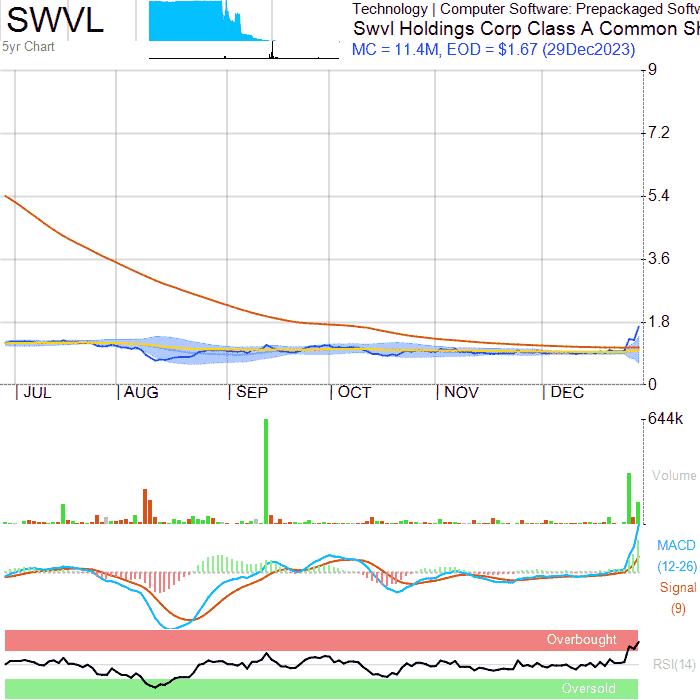 SWVL
5yr Chart
Technology | Computer Software: Prepackaged Softw
Swvl Holdings Corp Class A Common Sh
MC = 11.4M, EOD = $1.67 (29Dec2023)
9
7.2
5.4
3.6
1.8
0
JUL AUG SEP OCT NOV DEC
644k
Volume
MACD
(12-26)
Signal
(9)
Overbought
RSI(14)
Oversold